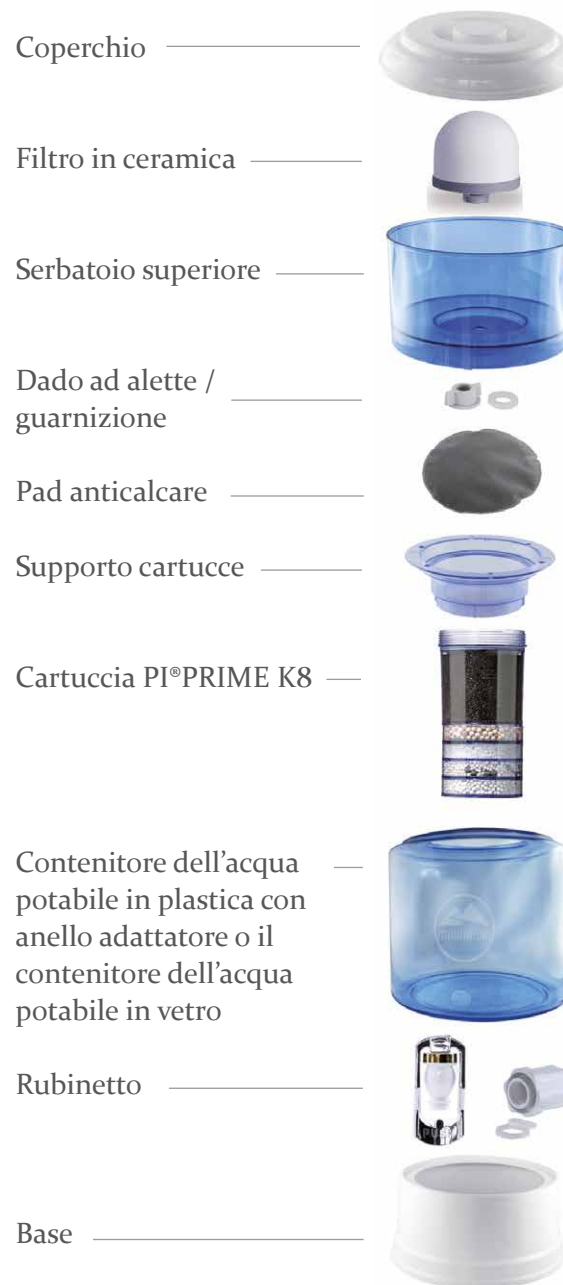 Coperchio
Filtro in ceramica
Serbatoio superiore
Dado ad alette /
guarnizione
Pad anticalcare
Supporto cartucce
Cartuccia PI®PRIME K8
Contenitore dell’acqua
potabile in plastica con
anello adattatore o il
contenitore dell’acqua
potabile in vetro
Rubinetto
PUSH
Base